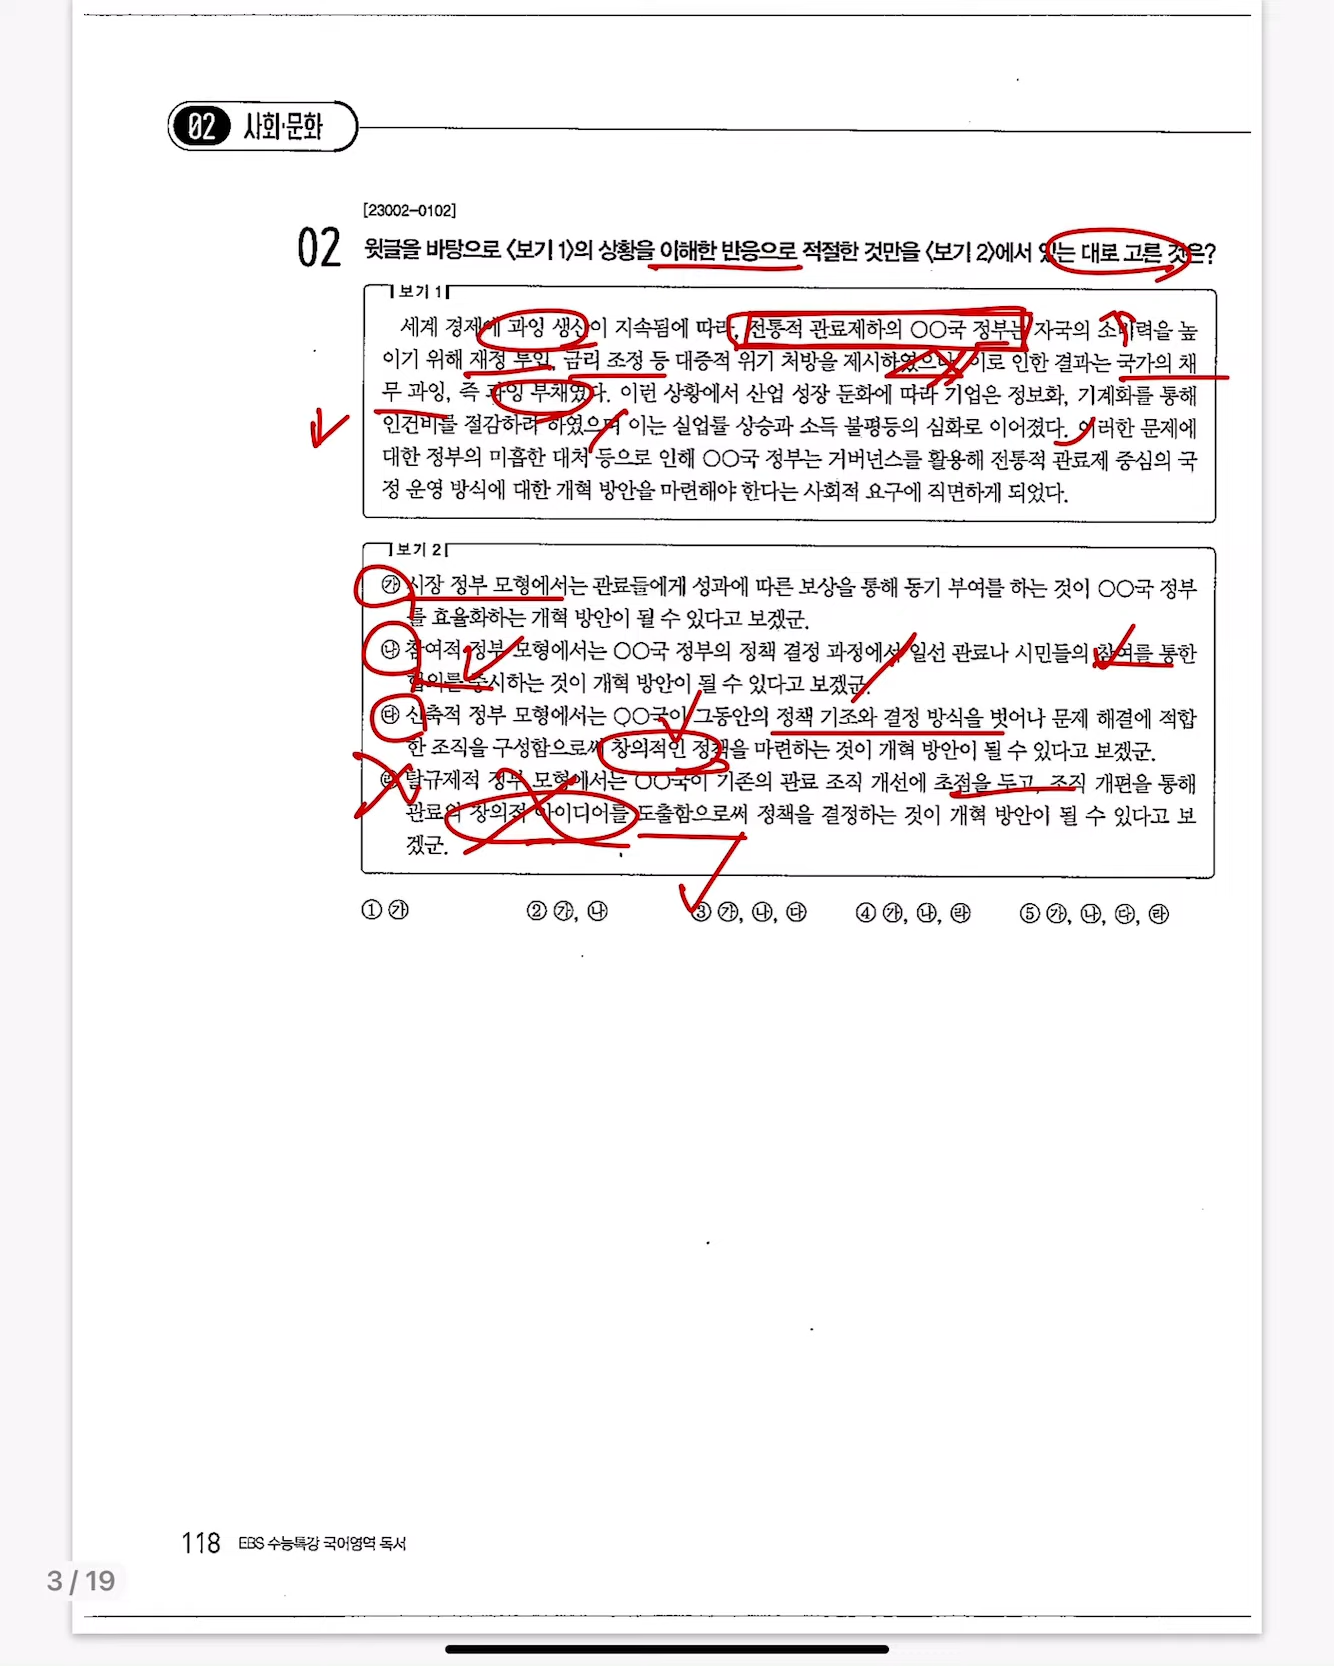 02 사회·문화
[23002-0102]
02 윗글을 바탕으로 <보기 1>의 상황을 이해한 반응으로 적절한 것만을 <보기 2>에서 있는 대로 고른 것은?
보기 1
세계 경제에 과잉 생산이 지속됨에 따라, 전통적 관료제하의 ○○국 정부는 자국의 소비력을 높
이기 위해 재정 투입, 금리 조정 등 대중적 위기 처방을 제시하였으나 이로 인한 결과는 국가의 채
무 과잉, 즉 과잉 부채였다. 이런 상황에서 산업 성장 둔화에 따라 기업은 정보화, 기계화를 통해
인건비를 절감하려 하였으며 이는 실업률 상승과 소득 불평등의 심화로 이어졌다. 이러한 문제에
대한 정부의 미흡한 대처 등으로 인해 ○○국 정부는 거버넌스를 활용해 전통적 관료제 중심의 국
정 운영 방식에 대한 개혁 방안을 마련해야 한다는 사회적 요구에 직면하게 되었다.
보기 2
㉮ 시장 정부 모형에서는 관료들에게 성과에 따른 보상을 통해 동기 부여를 하는 것이 ○○국 정부
를 효율화하는 개혁 방안이 될 수 있다고 보겠군.
㉯ 참여적 정부 모형에서는 ○○국 정부의 정책 결정 과정에서 일선 관료나 시민들의 참여를 통한
협의를 중시하는 것이 개혁 방안이 될 수 있다고 보겠군.
㉰ 신축적 정부 모형에서는 ○○국이 그동안의 정책 기조와 결정 방식을 벗어나 문제 해결에 적합
한 조직을 구성함으로써 창의적인 정책을 마련하는 것이 개혁 방안이 될 수 있다고 보겠군.
㉱ 탈규제적 정부 모형에서는 ○○국이 기존의 관료 조직 개선에 초점을 두고, 조직 개편을 통해
관료의 창의적 아이디어를 도출함으로써 정책을 결정하는 것이 개혁 방안이 될 수 있다고 보
겠군.
① ㉮ ② ㉮, ㉯ ③ ㉮, ㉯, ㉰ ④ ㉮, ㉯, ㉱ ⑤ ㉮, ㉯, ㉰, ㉱
118 EBS 수능특강 국어영역 독서
3 / 19